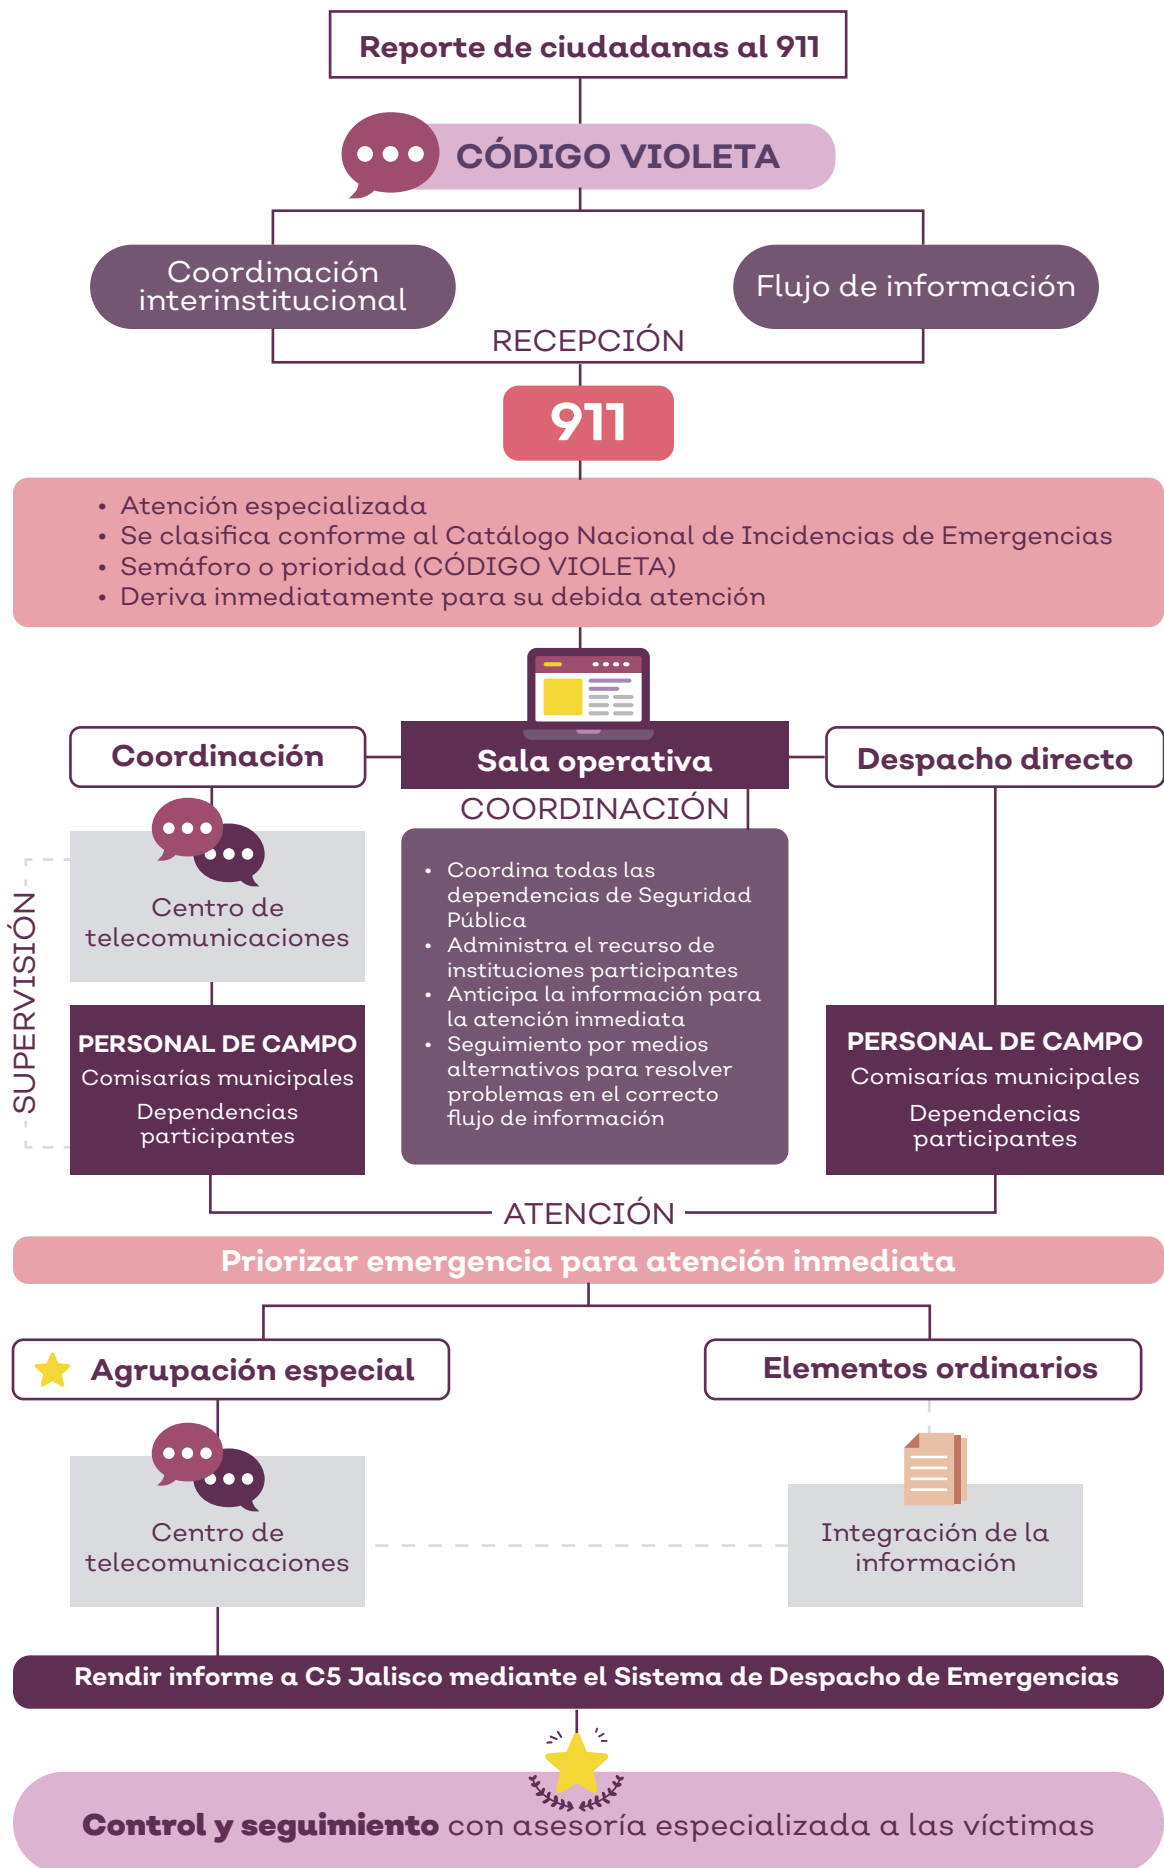 Reporte de ciudadanas al 911
CÓDIGO VIOLETA
Coordinación
interinstitucional
Flujo de información
RECEPCIÓN
911
• Atención especializada
• Se clasifica conforme al Catálogo Nacional de Incidencias de Emergencias
• Semáforo o prioridad (CÓDIGO VIOLETA)
• Deriva inmediatamente para su debida atención
Coordinación
Sala operativa
Despacho directo
COORDINACIÓN
SUPERVISIÓN
Centro de
telecomunicaciones
PERSONAL DE CAMPO
Comisarías municipales
Dependencias
participantes
• Coordina todas las
dependencias de Seguridad
Pública
• Administra el recurso de
instituciones participantes
• Anticipa la información para
la atención inmediata
• Seguimiento por medios
alternativos para resolver
problemas en el correcto
flujo de información
PERSONAL DE CAMPO
Comisarías municipales
Dependencias
participantes
ATENCIÓN
Priorizar emergencia para atención inmediata
Agrupación especial
Elementos ordinarios
Centro de
telecomunicaciones
Integración de la
información
Rendir informe a C5 Jalisco mediante el Sistema de Despacho de Emergencias
Control y seguimiento con asesoría especializada a las víctimas